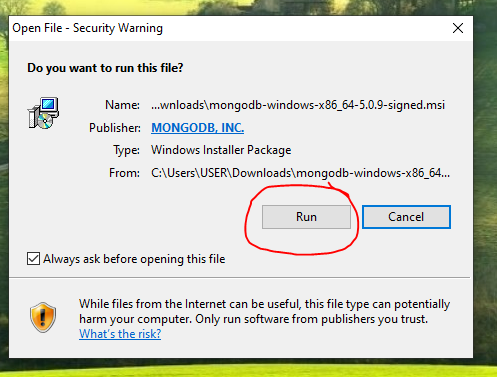 Open File - Security Warning
Do you want to run this file?
Name: ...wnloads\mongodb-windows-x86_64-5.0.9-signed.msi
Publisher: MONGODB, INC.
Type: Windows Installer Package
From: C:\Users\USER\Downloads\mongodb-windows-x86_64...
Run Cancel
Always ask before opening this file
While files from the Internet can be useful, this file type can potentially
harm your computer. Only run software from publishers you trust.
What's the risk?